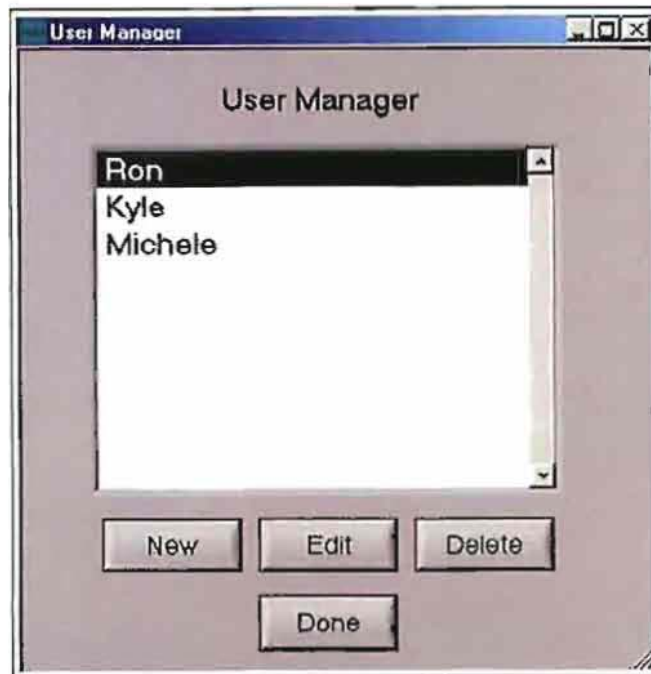 User Manager
User Manager
Ron
Kyle
Michele
New Edit Delete
Done